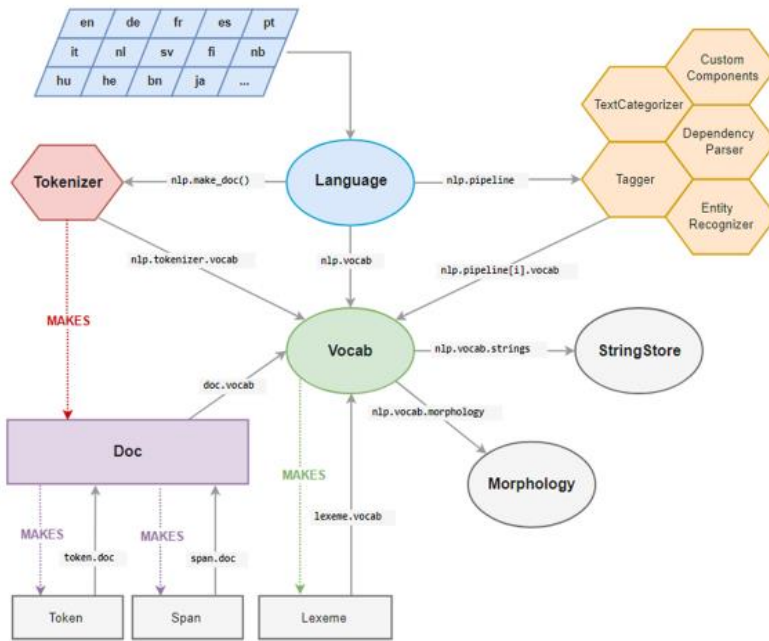 en de fr es pt
it nl sv fi nb
hu he bn ja ...
Custom
Components
TextCategorizer
Dependency
Parser
Tokenizer
nlp.make_doc()
Language
nlp.pipeline
Tagger
Entity
Recognizer
nlp.tokenizer.vocab
nlp.vocab
nlp.pipeline[i].vocab
MAKES
Vocab
nlp.vocab.strings
StringStore
doc.vocab
nlp.vocab.morphology
Doc
MAKES
Morphology
MAKES
MAKES
lexeme.vocab
token.doc
span.doc
Token
Span
Lexeme